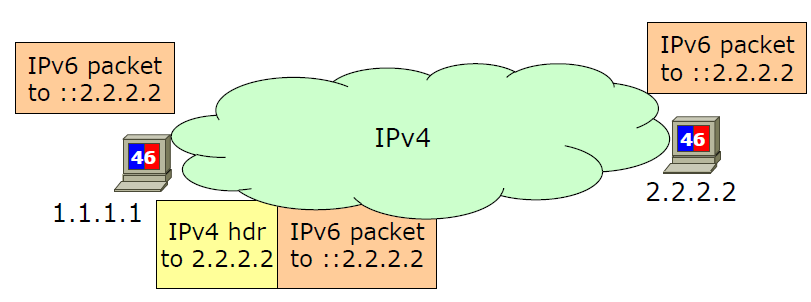 IPv6 packet
to ::2.2.2.2
IPv6 packet
to ::2.2.2.2
IPv4
46
46
1.1.1.1
2.2.2.2
IPv4 hdr
to 2.2.2.2
IPv6 packet
to ::2.2.2.2